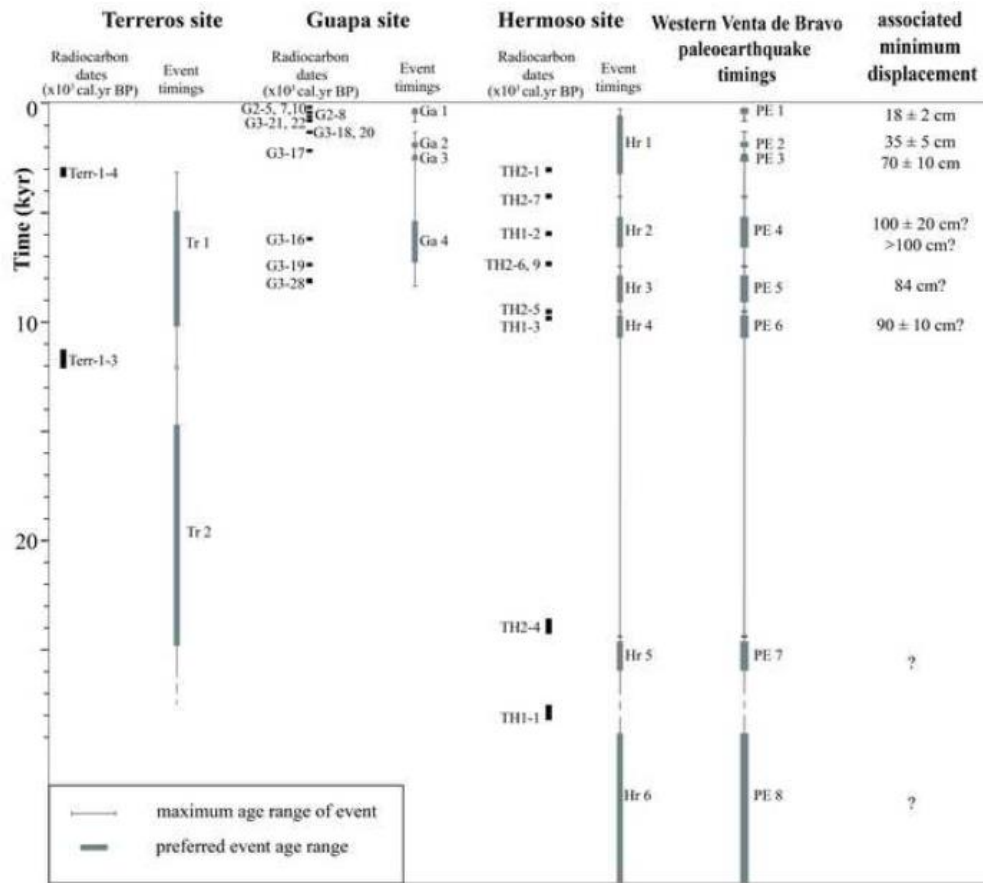 Terreros site
Guapa site
Hermoso site
Western Venta de Bravo
paleoearthquake
timings
associated
minimum
displacement
Radiocarbon
dates
(x10³ cal.yr BP)
Event
timings
Radiocarbon
dates
(x10³ cal.yr BP)
Event
timings
Radiocarbon
dates
(x10³ cal.yr BP)
Event
timings
Time (kyr)
0
10
20
Terr-1-4
Terr-1-3
Tr 1
Tr 2
G2-5, 7,10
G2-8
G3-21, 22
G3-18, 20
G3-17
G3-16
G3-19
G3-28
Ga 1
Ga 2
Ga 3
Ga 4
TH2-1
TH2-7
TH1-2
TH2-6, 9
TH2-5
TH1-3
TH2-4
TH1-1
Hr 1
Hr 2
Hr 3
Hr 4
Hr 5
Hr 6
PE 1
PE 2
PE 3
PE 4
PE 5
PE 6
PE 7
PE 8
18 ± 2 cm
35 ± 5 cm
70 ± 10 cm
100 ± 20 cm?
>100 cm?
84 cm?
90 ± 10 cm?
?
?
maximum age range of event
preferred event age range